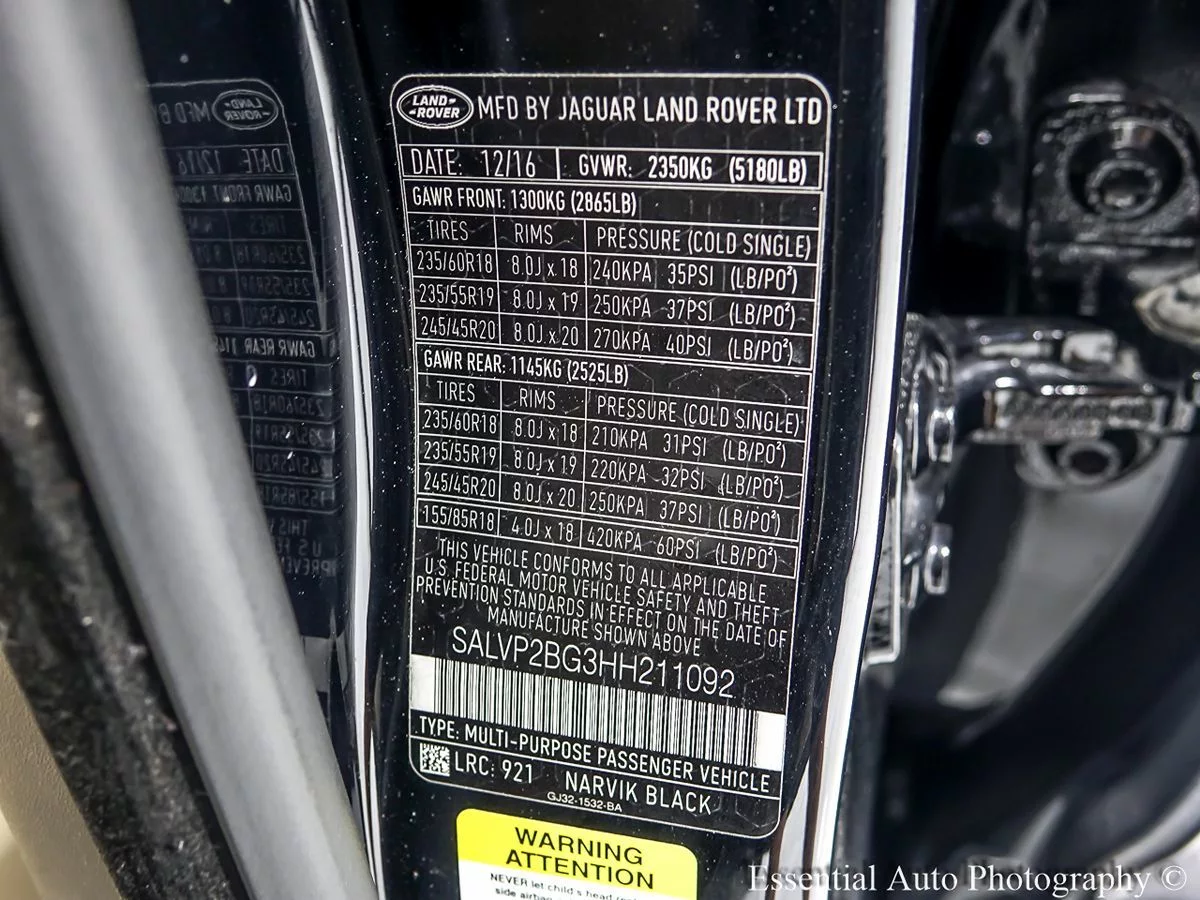 LAND ROVER MFD BY JAGUAR LAND ROVER LTD
DATE: 12/16 GVWR: 2350KG (5180LB)
GAWR FRONT: 1300KG (2865LB)
TIRES RIMS PRESSURE (COLD SINGLE)
235/60R18 8.0J x 18 240KPA 35PSI (LB/PO²)
235/55R19 8.0J x 19 250KPA 37PSI (LB/PO²)
245/45R20 8.0J x 20 270KPA 40PSI (LB/PO²)
GAWR REAR: 1145KG (2525LB)
TIRES RIMS PRESSURE (COLD SINGLE)
235/60R18 8.0J x 18 210KPA 31PSI (LB/PO²)
235/55R19 8.0J x 19 220KPA 32PSI (LB/PO²)
245/45R20 8.0J x 20 250KPA 37PSI (LB/PO²)
155/85R18 4.0J x 18 420KPA 60PSI (LB/PO²)
THIS VEHICLE CONFORMS TO ALL APPLICABLE
U.S. FEDERAL MOTOR VEHICLE SAFETY AND THEFT
PREVENTION STANDARDS IN EFFECT ON THE DATE OF
MANUFACTURE SHOWN ABOVE
SALVP2BG3HH211092
TYPE: MULTI-PURPOSE PASSENGER VEHICLE
LRC: 921 NARVIK BLACK
GJ32-1532-BA
WARNING
ATTENTION
NEVER let child's head
side airbag
Essential Auto Photography ©